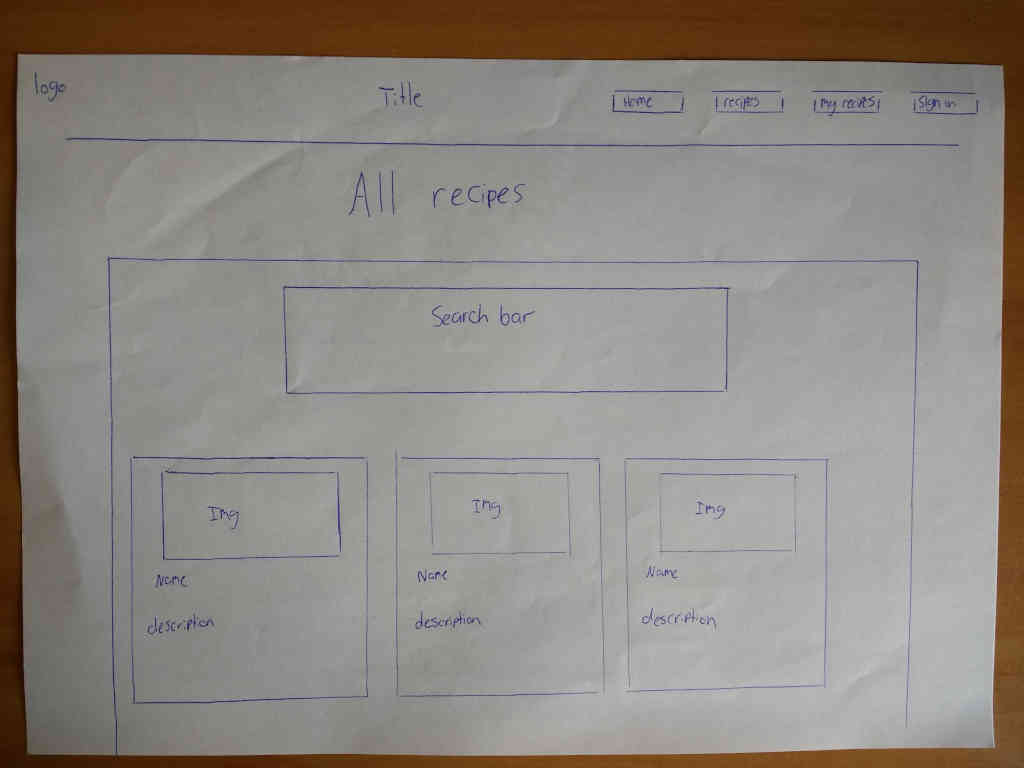 logo
Title
Home
recipes
my recipes
Sign in
All recipes
Search bar
Img
Img
Img
Name
Name
Name
description
description
description